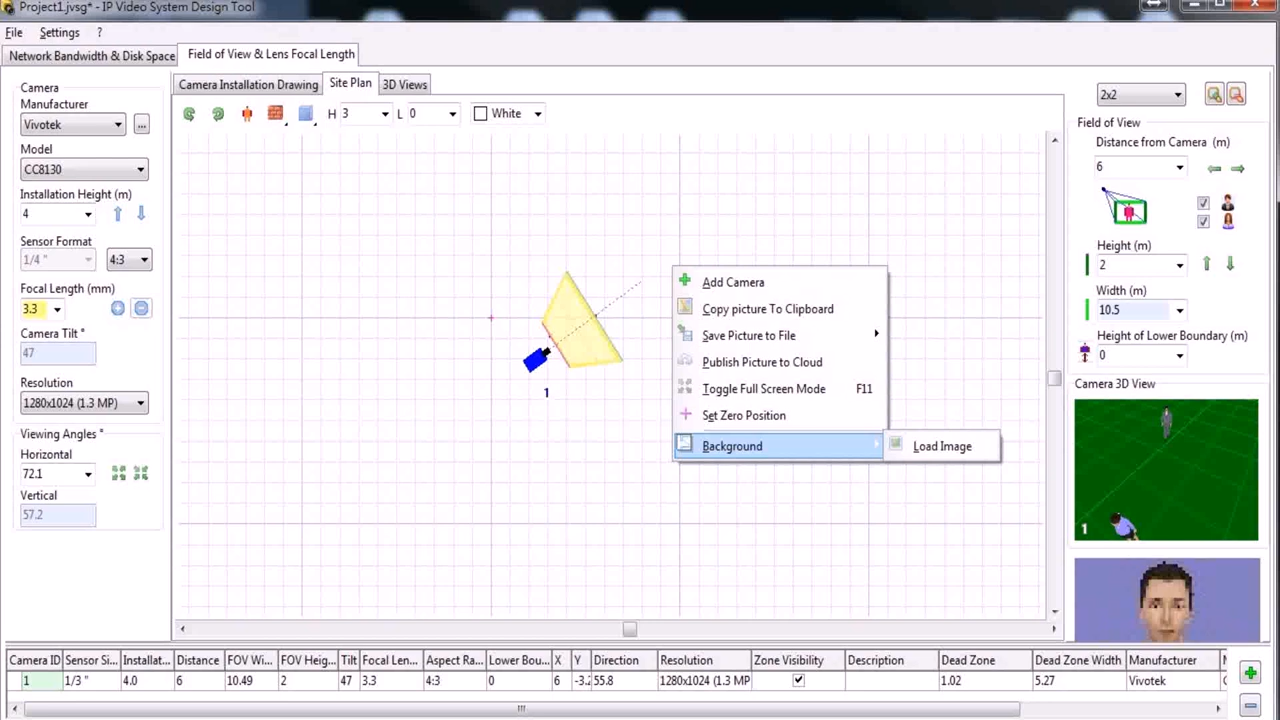 Project1.jvsg* - IP Video System Design Tool
File Settings ?
Network Bandwidth & Disk Space Field of View & Lens Focal Length
Camera Installation Drawing Site Plan 3D Views
H 3 L 0 White
Camera
Manufacturer
Vivotek ...
Model
CC8130
Installation Height (m)
4
Sensor Format
1/4 " 4:3
Focal Length (mm)
3.3
Camera Tilt °
47
Resolution
1280x1024 (1.3 MP)
Viewing Angles °
Horizontal
72.1
Vertical
57.2
1
Add Camera
Copy picture To Clipboard
Save Picture to File
Publish Picture to Cloud
Toggle Full Screen Mode F11
Set Zero Position
Background Load Image
2x2
Field of View
Distance from Camera (m)
6
Height (m)
2
Width (m)
10.5
Height of Lower Boundary (m)
0
Camera 3D View
1
Camera ID Sensor Si... Installat... Distance FOV Wi... FOV Heig... Tilt Focal Len... Aspect Ra... Lower Bou... X Y Direction Resolution Zone Visibility Description Dead Zone Dead Zone Width Manufacturer
1 1/3 " 4.0 6 10.49 2 47 3.3 4:3 0 6 -3.2 55.8 1280x1024 (1.3 MP 1.02 5.27 Vivotek